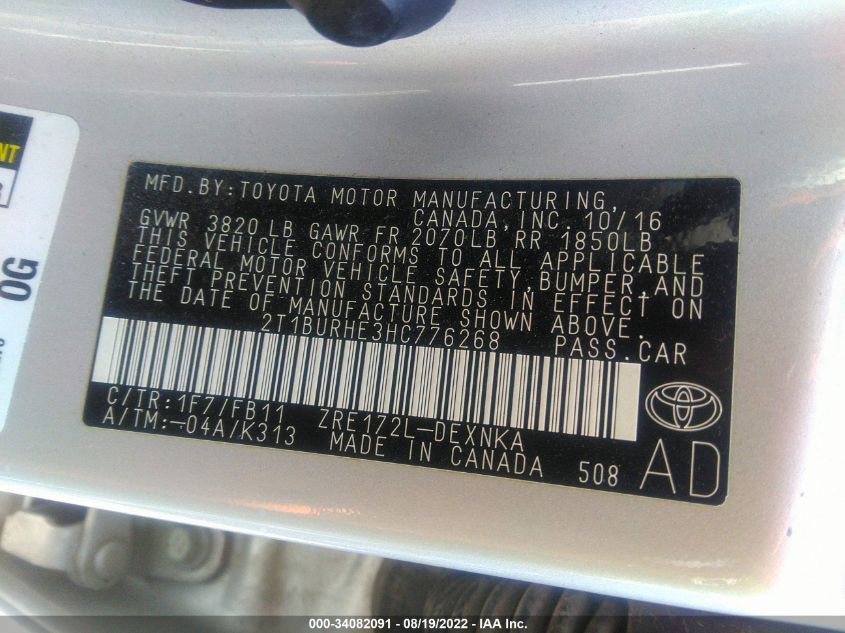 MFD.BY:TOYOTA MOTOR MANUFACTURING,
CANADA,INC. 10/16
GVWR 3820 LB GAWR FR 2070LB RR 1850LB
THIS VEHICLE CONFORMS TO ALL APPLICABLE
FEDERAL MOTOR VEHICLE SAFETY,BUMPER,AND
THEFT PREVENTION STANDARDS IN EFFECT ON
THE DATE OF MANUFACTURE SHOWN ABOVE.
2T1BURHE3HC776268 PASS.CAR
C/TR:1F7/FB11 ZRE172L-DEXNKA
A/TM:-04A/K313 MADE IN CANADA 508 AD
OG
000-34082091 - 08/19/2022 - IAA Inc.